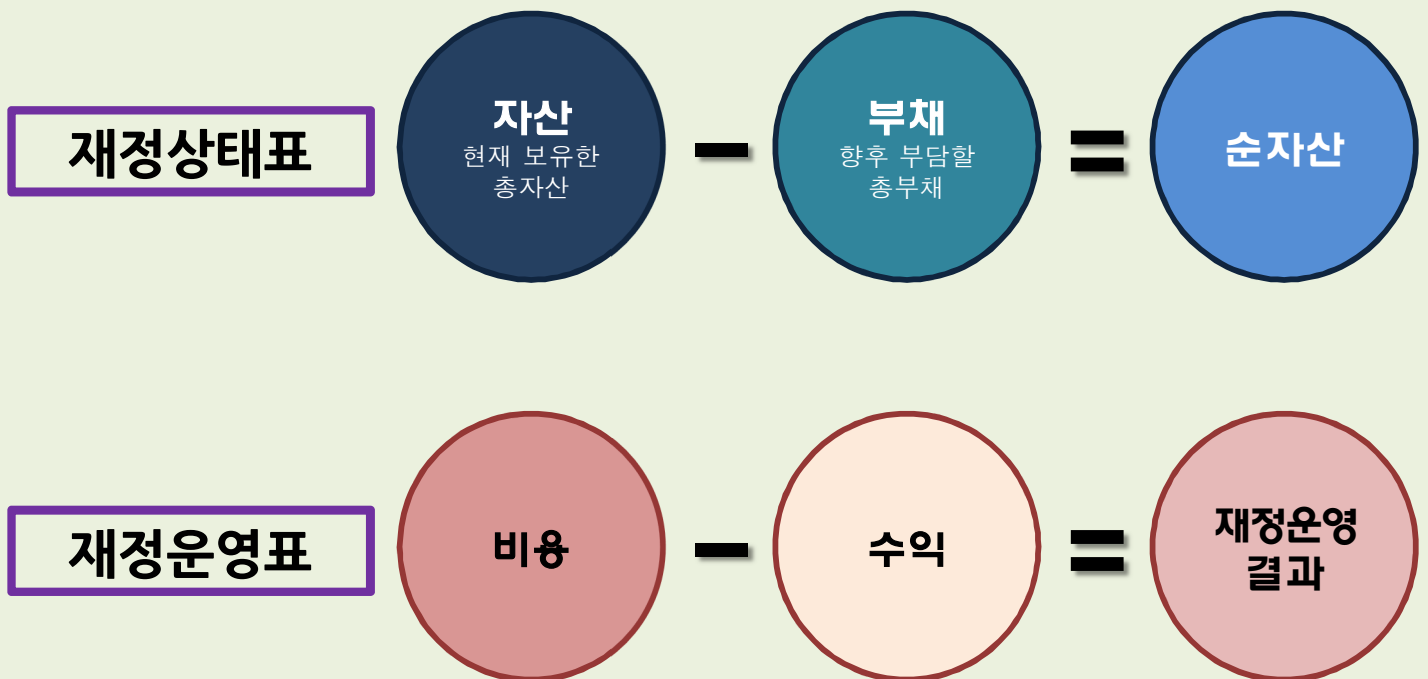 재정상태표
자산
현재 보유한
총자산
-
부채
향후 부담할
총부채
=
순자산
재정운영표
비용
-
수익
=
재정운영
결과